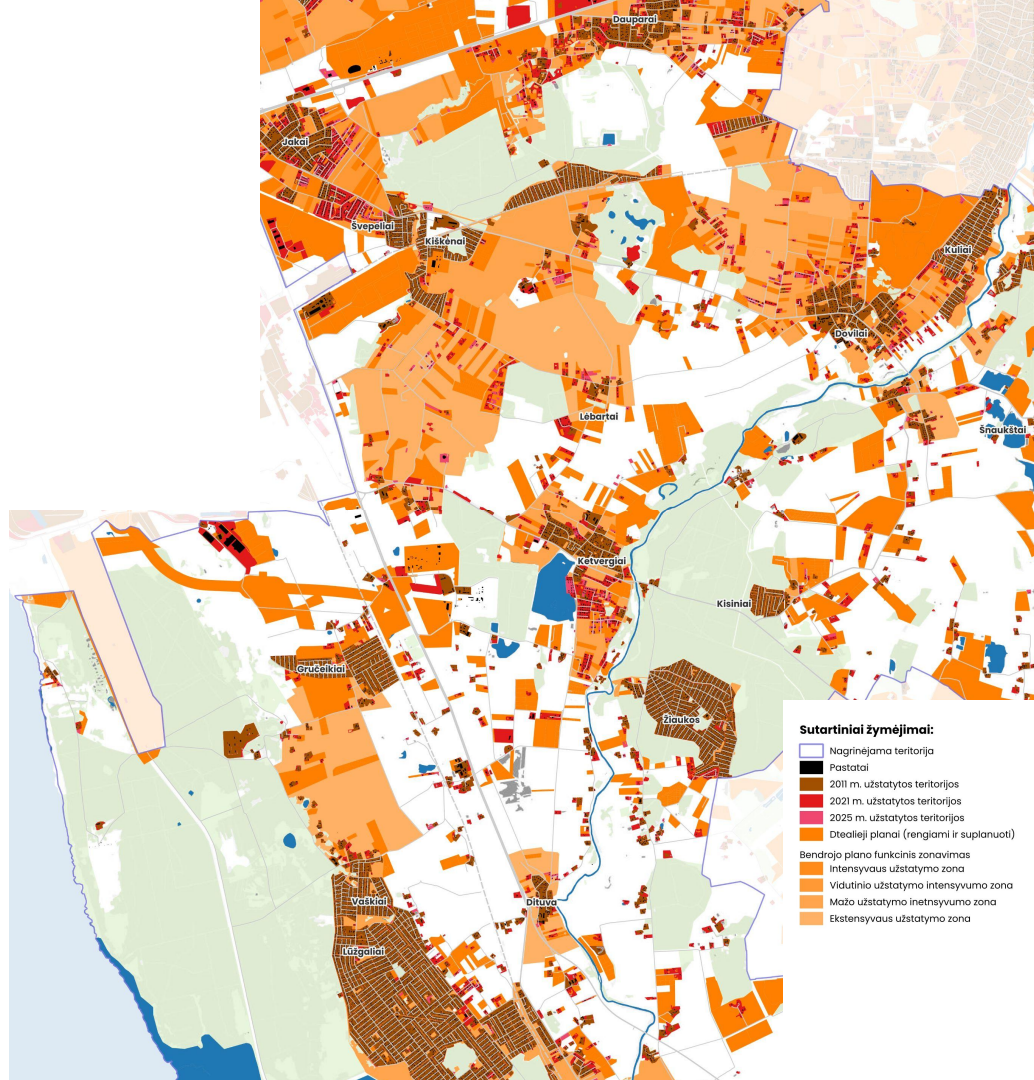 Dauparai
Jakai
Švepeliai
Kiškėnai
Kuliai
Dovilai
Lėbartai
Šnaukštai
Ketvergiai
Kisiniai
Gručeikiai
Žiaukos
Vaškiai
Dituva
Lūžgaliai
Sutartiniai žymėjimai:
Nagrinėjama teritorija
Pastatai
2011 m. užstatytos teritorijos
2021 m. užstatytos teritorijos
2025 m. užstatytos teritorijos
Dtealieji planai (rengiami ir suplanuoti)
Bendrojo plano funkcinis zonavimas
Intensyvaus užstatymo zona
Vidutinio užstatymo intensyvumo zona
Mažo užstatymo inetnsyvumo zona
Ekstensyvaus užstatymo zona